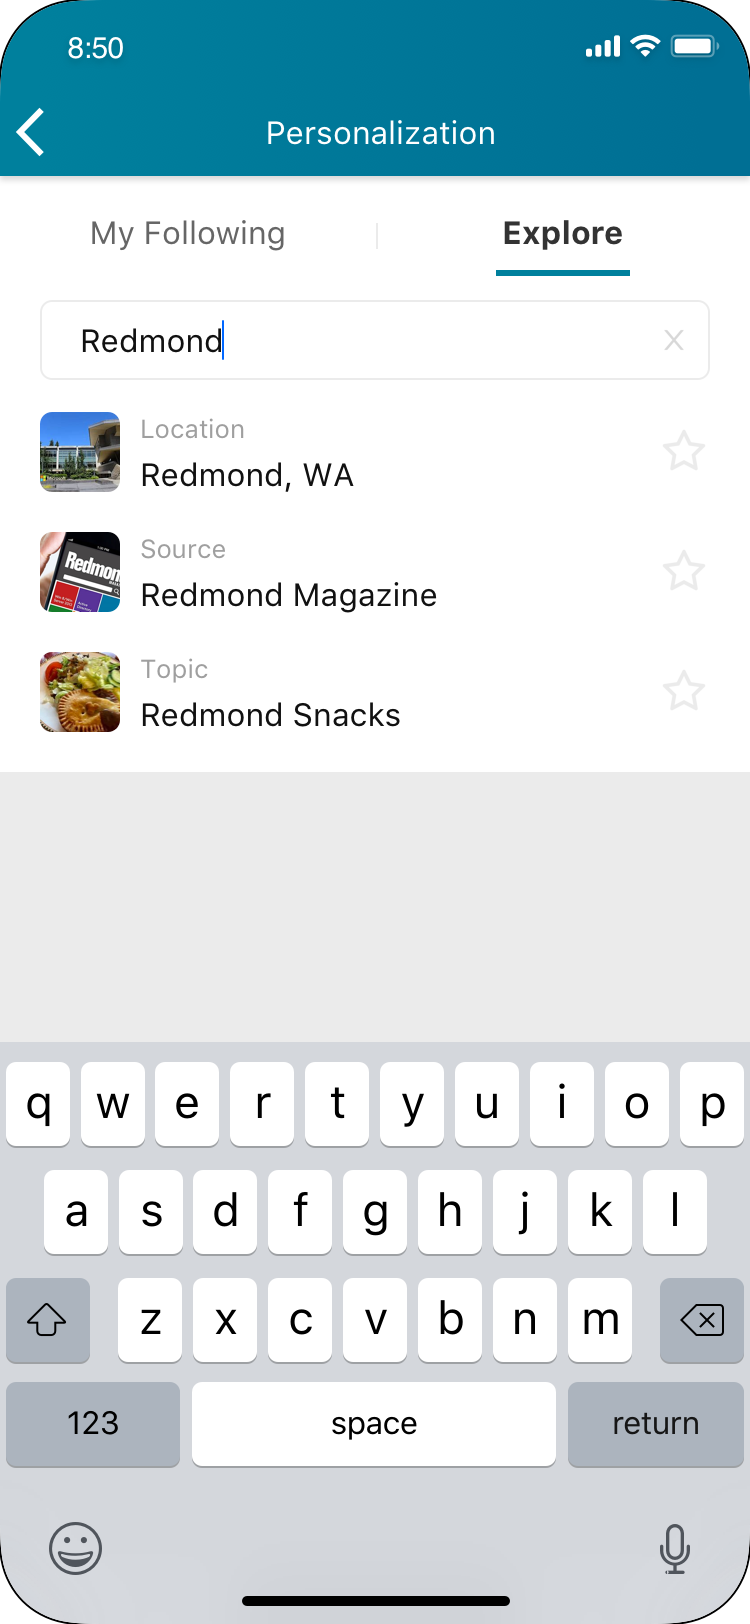 8:50
Personalization
My Following
Explore
Redmond
Location
Redmond, WA
Source
Redmond Magazine
Topic
Redmond Snacks
q w e r t y u i o p
a s d f g h j k l
z x c v b n m
123 space return